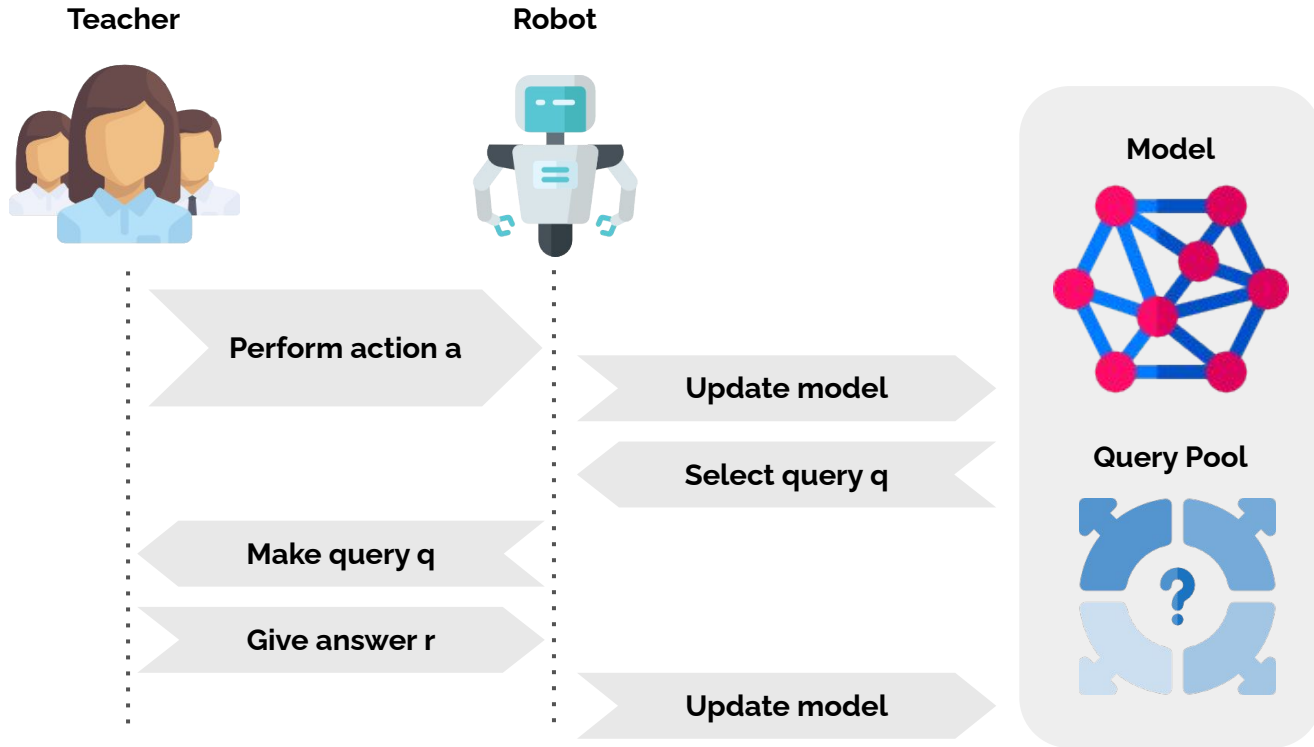 Teacher
Robot
Model
Perform action a
Update model
Query Pool
Select query q
Make query q
?
Give answer r
Update model